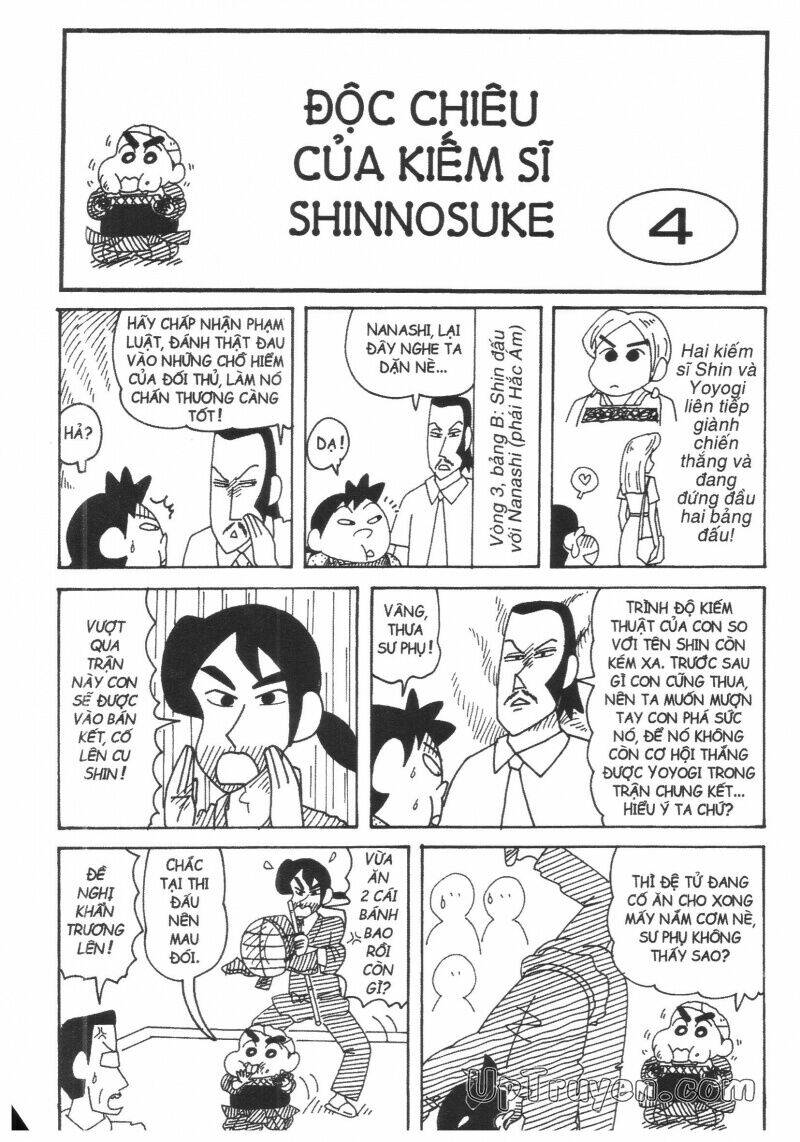 ĐỘC CHIÊU
CỦA KIẾM SĨ
SHINNOSUKE
4
Hai kiếm
sĩ Shin và
Yoyogi
liên tiếp
giành
chiến
thắng và
đang
đứng đầu
hai bảng
đấu!
Vòng 3, bảng B: Shin đấu
với Nanashi (phái Hắc Ám)
NANASHI, LẠI
ĐÂY NGHE TA
DẶN NÈ...
DẠ!
HÃY CHẤP NHẬN PHẠM
LUẬT, ĐÁNH THẬT ĐAU
VÀO NHỮNG CHỖ HIỂM
CỦA ĐỐI THỦ, LÀM NÓ
CHẤN THƯƠNG CÀNG
TỐT!
HẢ?
TRÌNH ĐỘ KIẾM
THUẬT CỦA CON SO
VỚI TÊN SHIN CÒN
KÉM XA. TRƯỚC SAU
GÌ CON CŨNG THUA,
NÊN TA MUỐN MƯỢN
TAY CON PHÁ SỨC
NÓ, ĐỂ NÓ KHÔNG
CÒN CƠ HỘI THẮNG
ĐƯỢC YOYOGI TRONG
TRẬN CHUNG KẾT...
HIỂU Ý TA CHỨ?
VÂNG,
THƯA
SƯ PHỤ!
VƯỢT
QUA
TRẬN
NÀY CON
SẼ ĐƯỢC
VÀO BÁN
KẾT, CỐ
LÊN CU
SHIN!
THÌ ĐỆ TỬ ĐANG
CỐ ĂN CHO XONG
MẤY NẮM CƠM NÈ,
SƯ PHỤ KHÔNG
THẤY SAO?
VỪA
ĂN
2 CÁI
BÁNH
BAO
RỒI
CÒN
GÌ?
CHẮC
TẠI THI
ĐẤU
NÊN
MAU
ĐÓI.
ĐỀ
NGHỊ
KHẨN
TRƯƠNG
LÊN!
UpTruyen.com